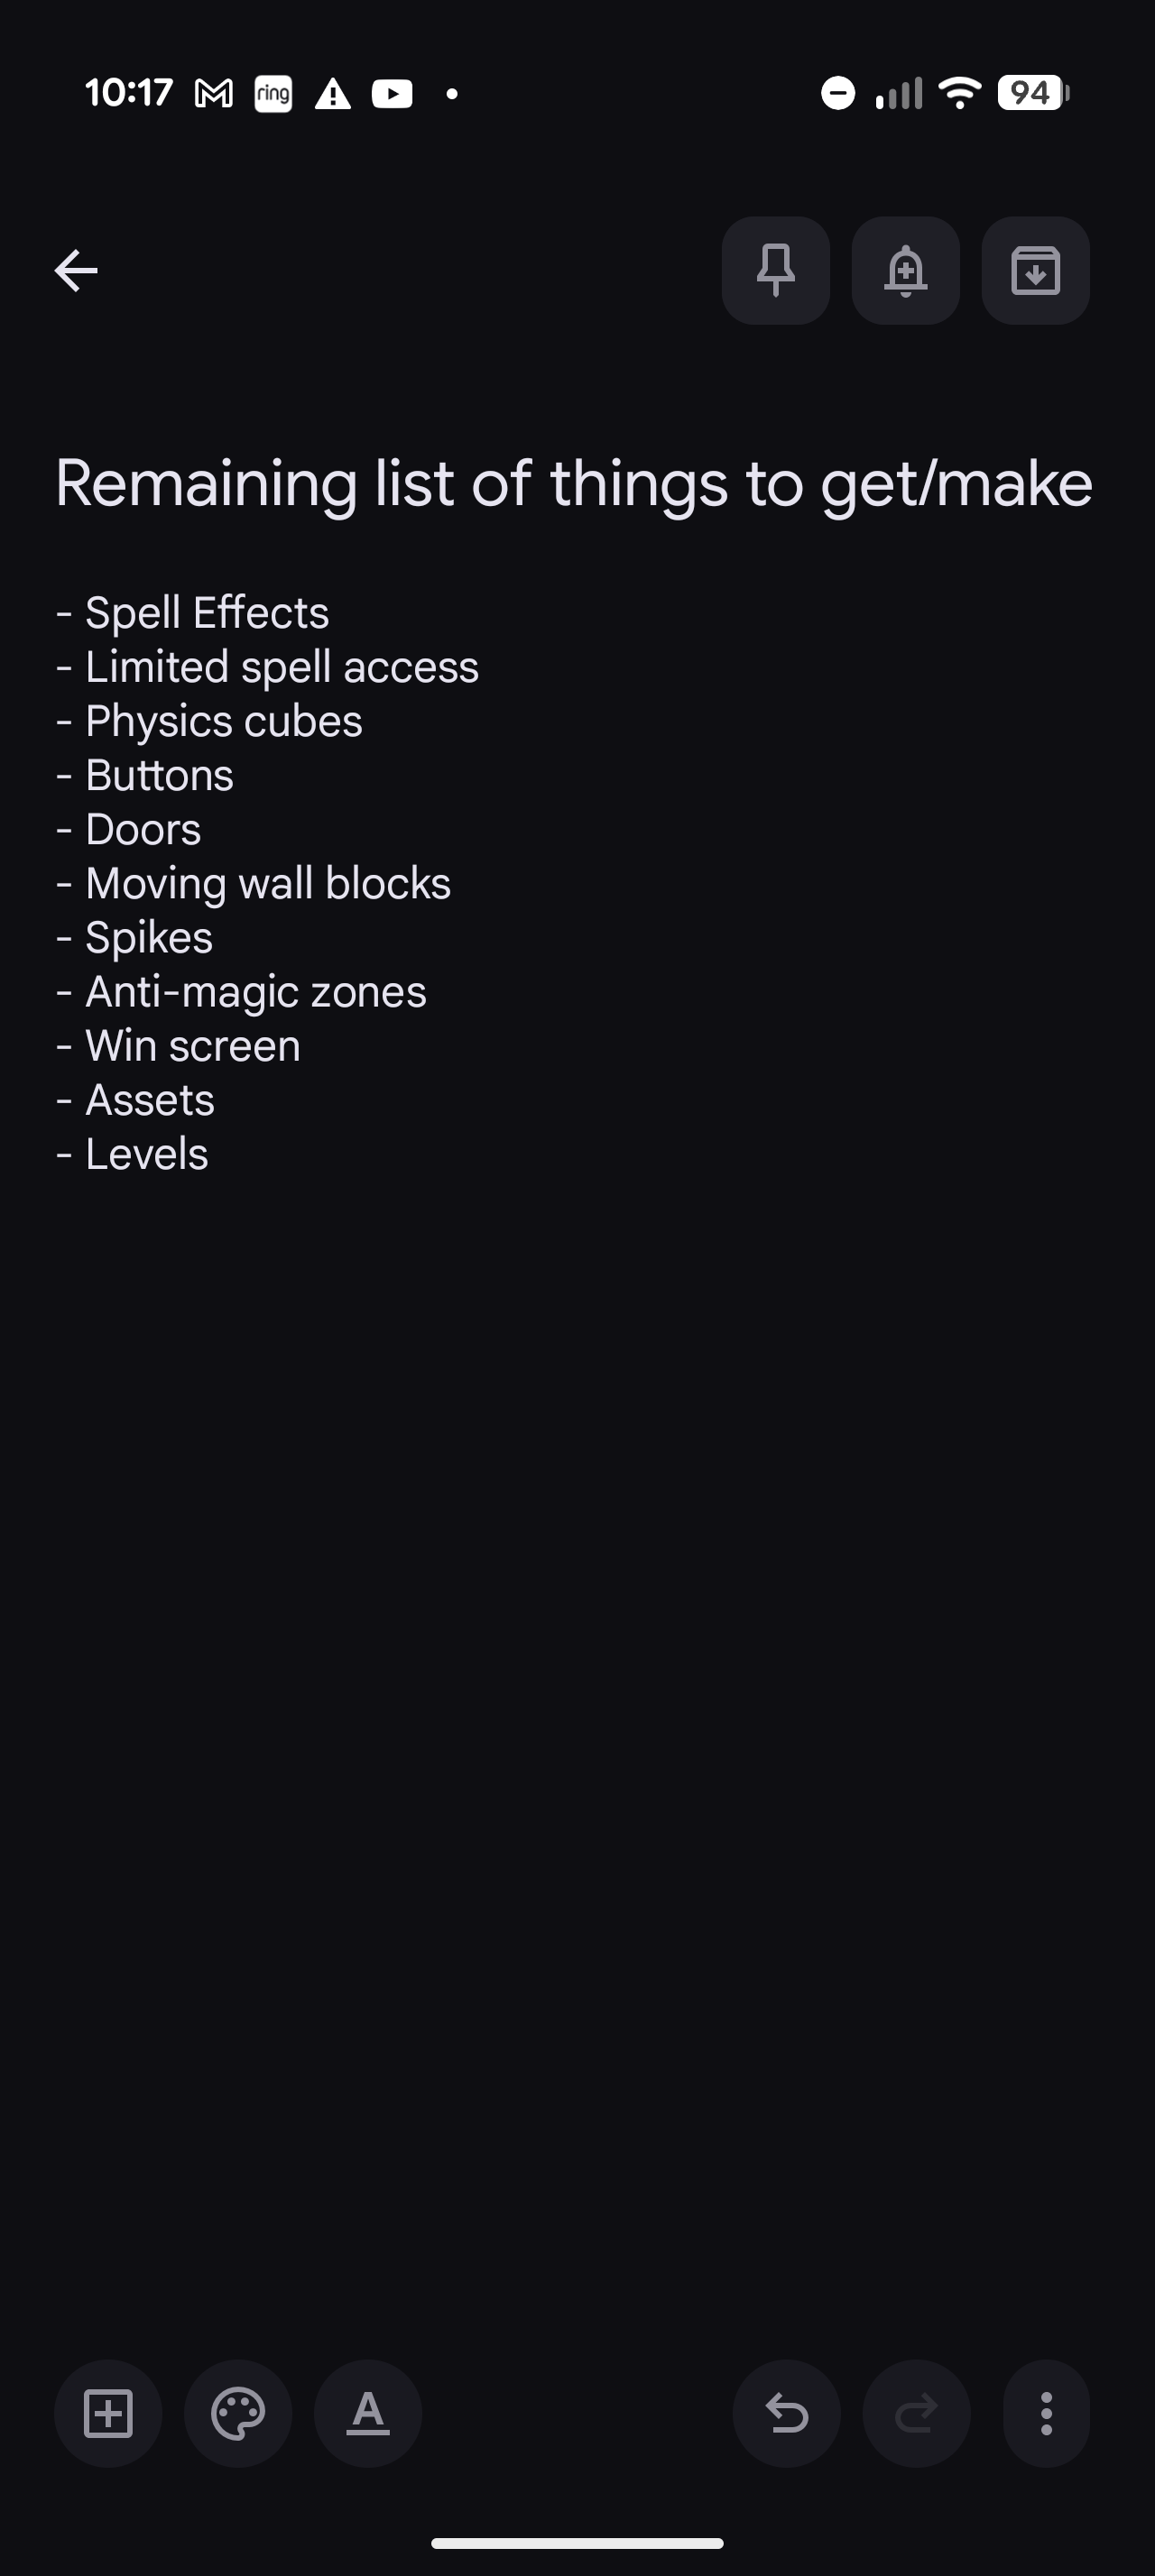 10:17 ring 94
Remaining list of things to get/make
- Spell Effects
- Limited spell access
- Physics cubes
- Buttons
- Doors
- Moving wall blocks
- Spikes
- Anti-magic zones
- Win screen
- Assets
- Levels
A